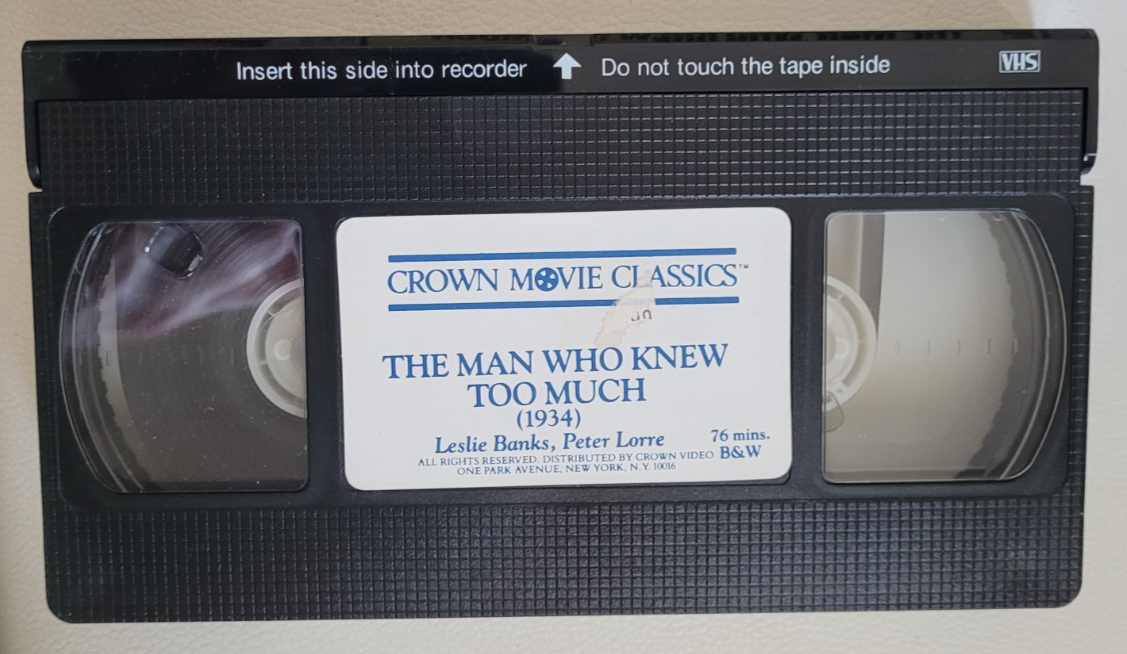 Insert this side into recorder ↑ Do not touch the tape inside VHS
CROWN MOVIE CLASSICS™
THE MAN WHO KNEW
TOO MUCH
(1934)
Leslie Banks, Peter Lorre 76 mins.
ALL RIGHTS RESERVED. DISTRIBUTED BY CROWN VIDEO B&W
ONE PARK AVENUE, NEW YORK, N.Y. 10016